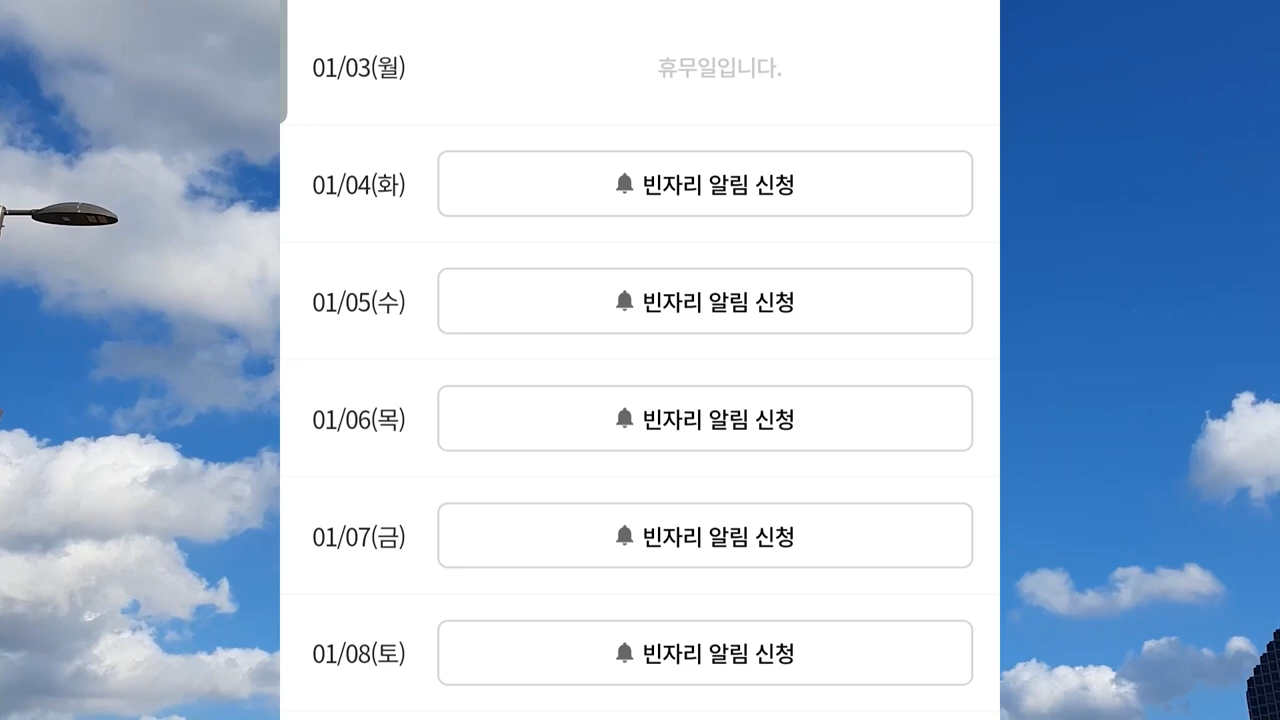 01/03(월) 휴무일입니다.
01/04(화) 빈자리 알림 신청
01/05(수) 빈자리 알림 신청
01/06(목) 빈자리 알림 신청
01/07(금) 빈자리 알림 신청
01/08(토) 빈자리 알림 신청